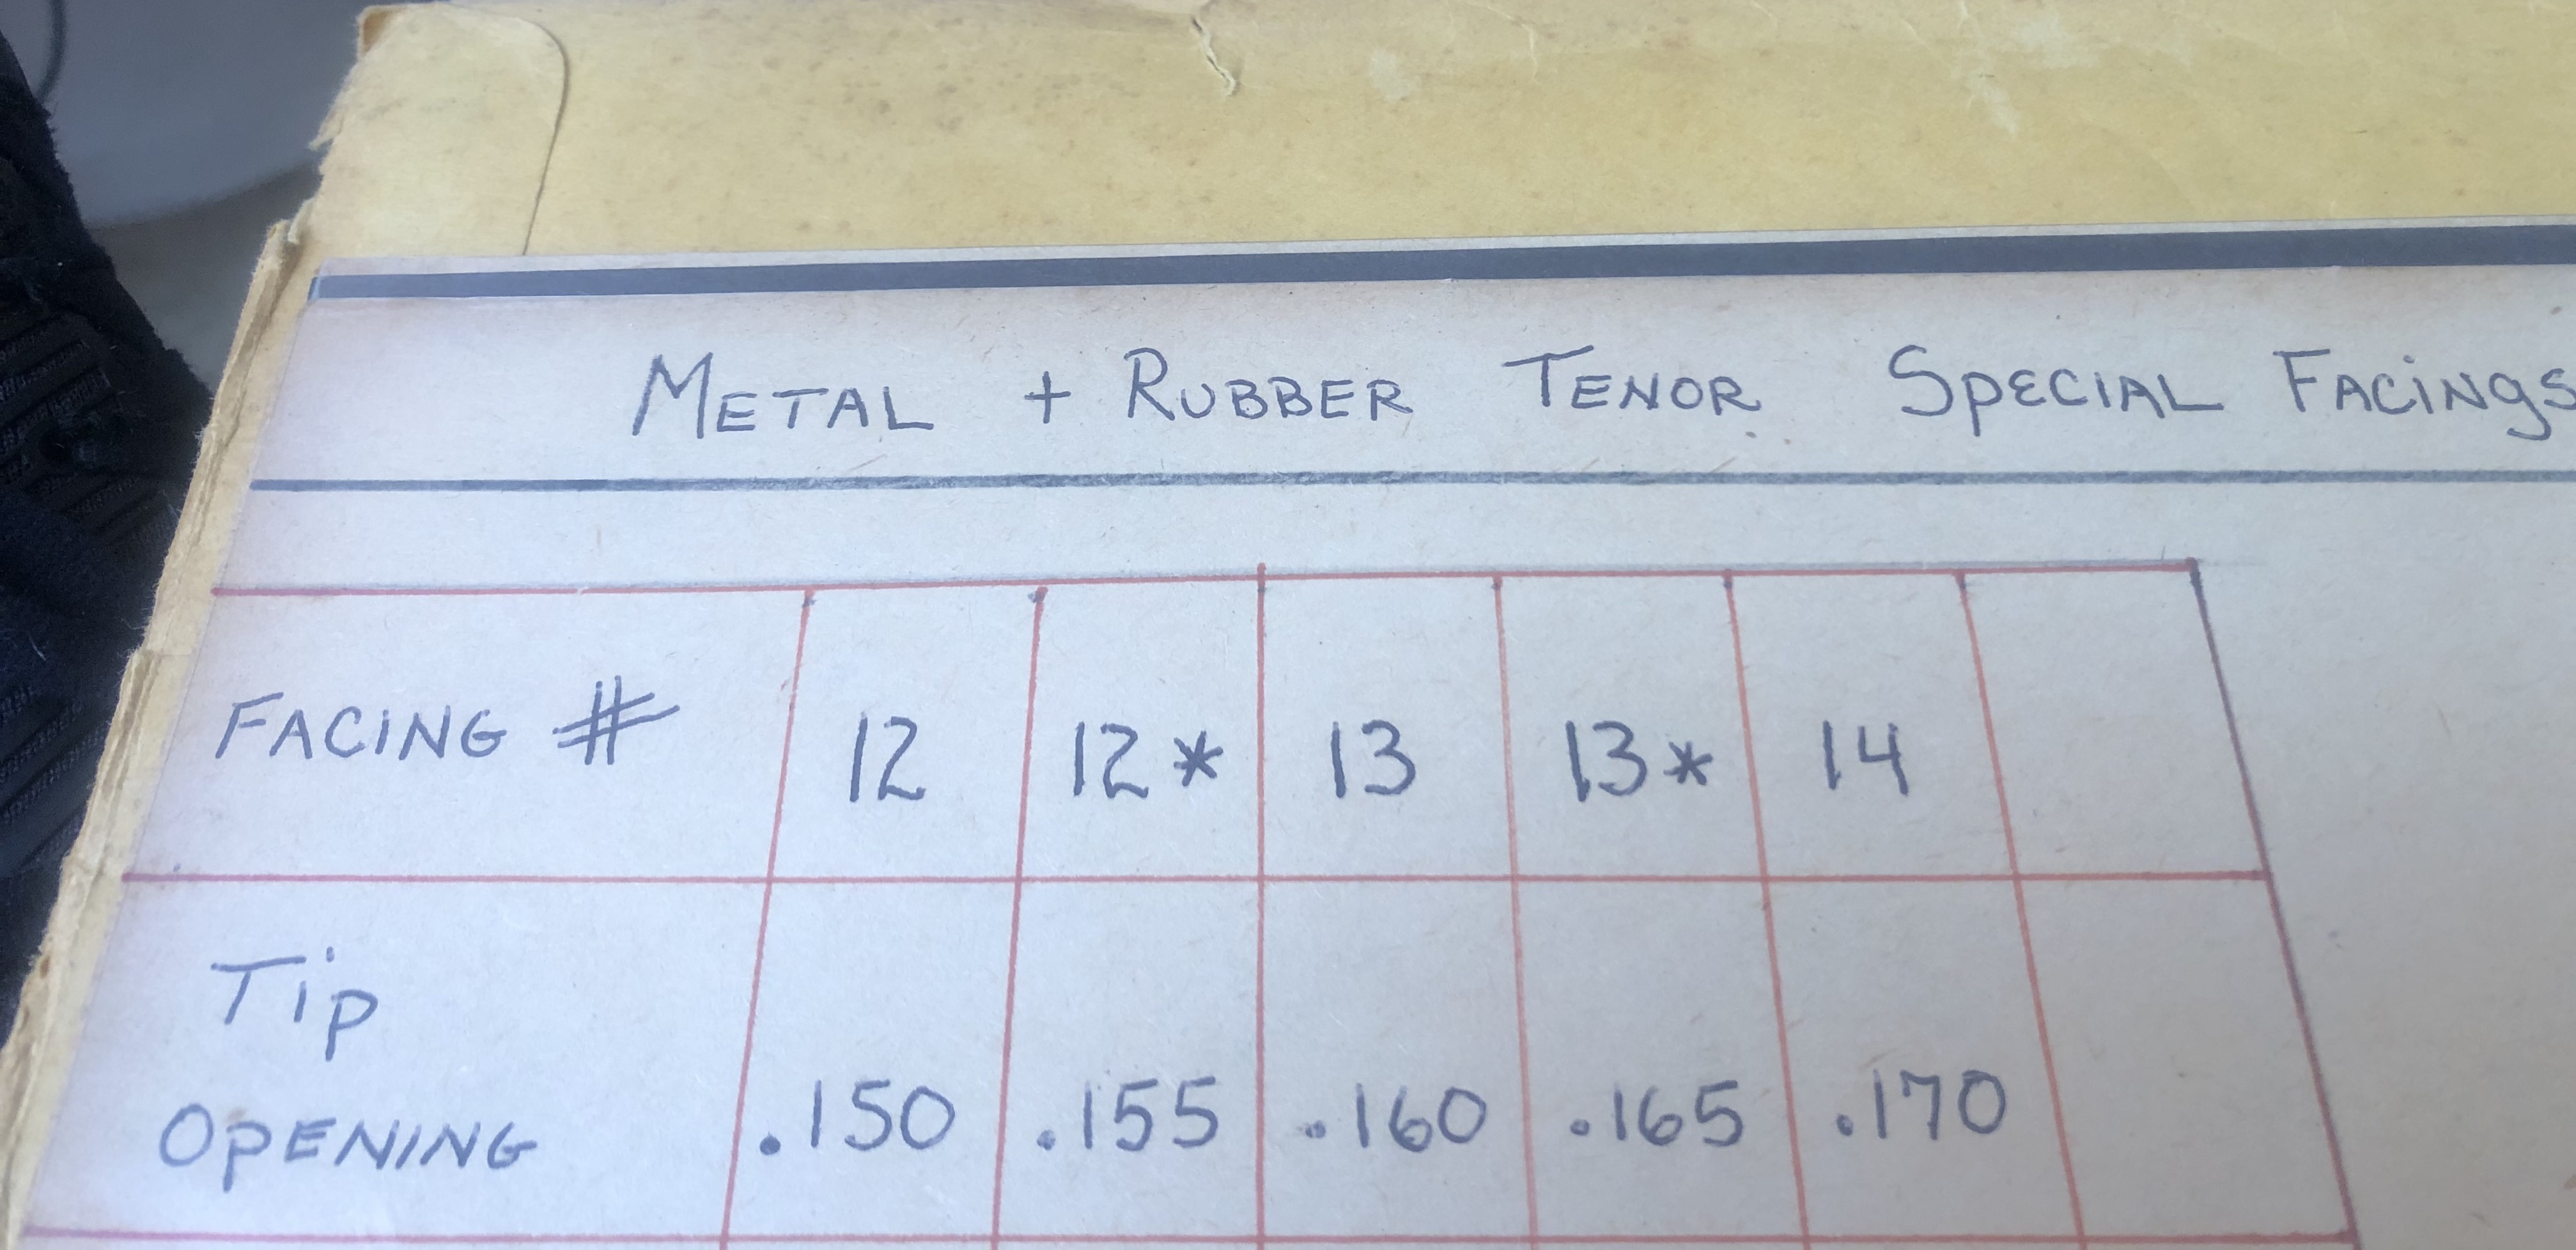 METAL + RUBBER TENOR SPECIAL FACINGS
FACING # 12 12* 13 13* 14
Tip
OPENING .150 .155 .160 .165 .170